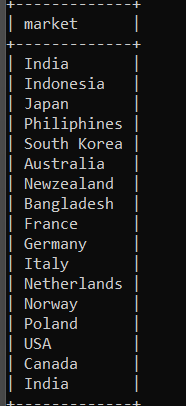 +-------------+
| market      |
+-------------+
| India       |
| Indonesia   |
| Japan       |
| Philiphines |
| South Korea |
| Australia   |
| Newzealand  |
| Bangladesh  |
| France      |
| Germany     |
| Italy       |
| Netherlands |
| Norway      |
| Poland      |
| USA         |
| Canada      |
| India       |
+-------------+